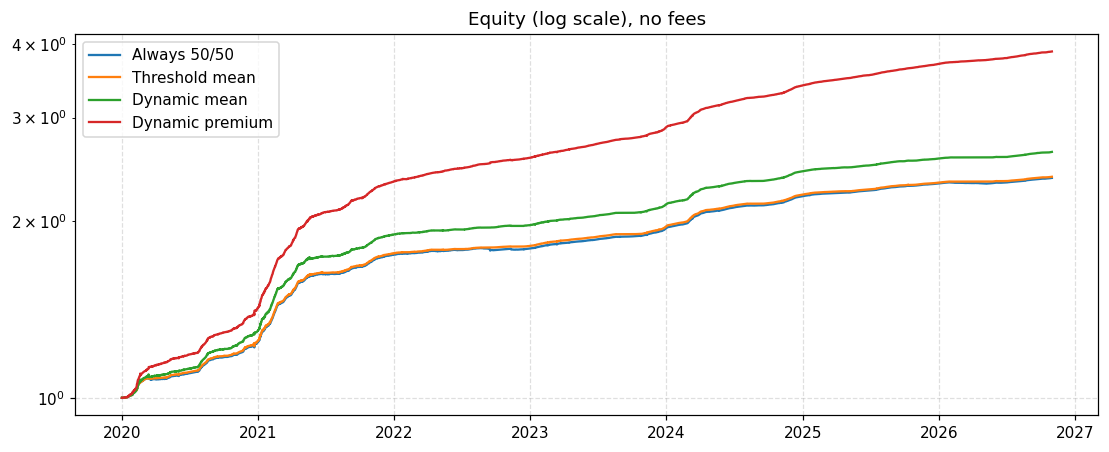 Equity (log scale), no fees
4 × 10⁰
3 × 10⁰
2 × 10⁰
10⁰
Always 50/50
Threshold mean
Dynamic mean
Dynamic premium
2020 2021 2022 2023 2024 2025 2026 2027